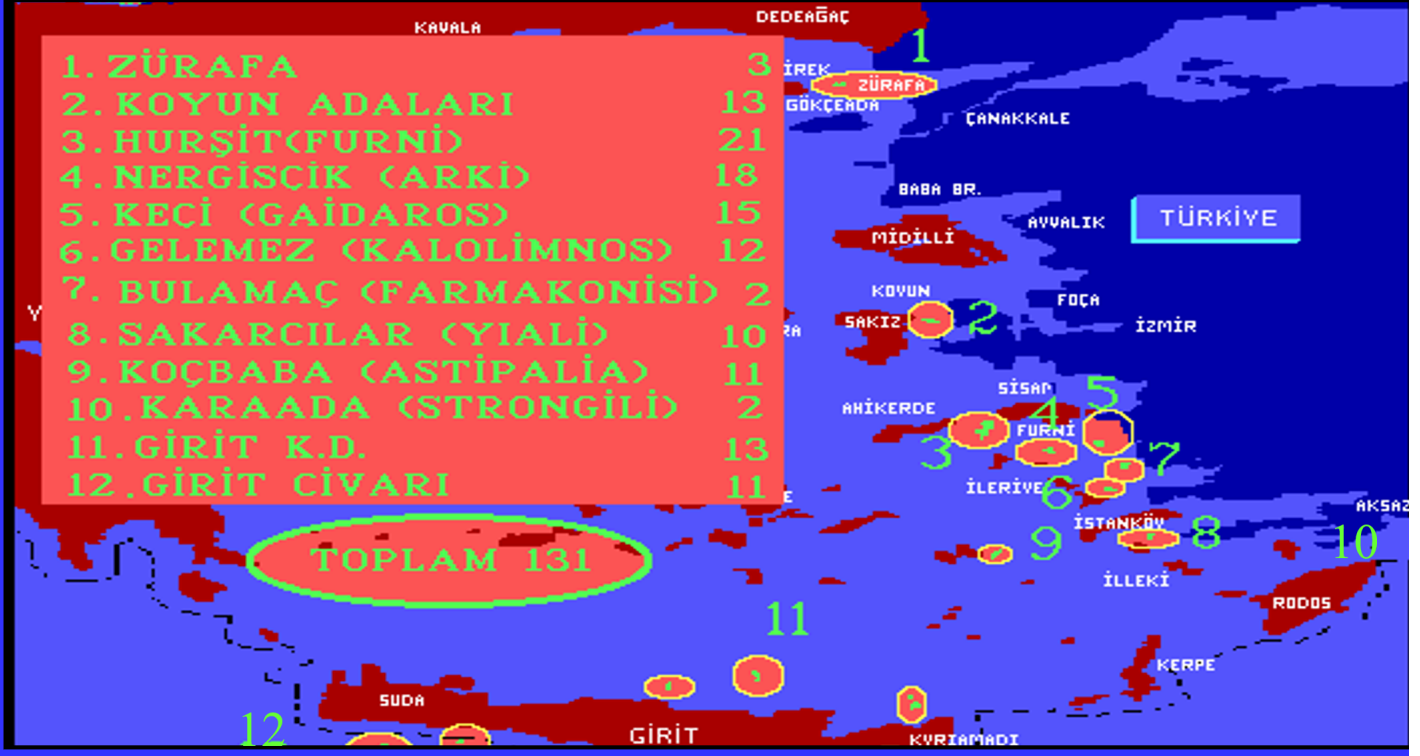 KAVALA
DEDEAĞAÇ
1
1. ZÜRAFA 3
2. KOYUN ADALARI 13
3. HURŞİT(FURNİ) 21
4. NERGISÇİK (ARKİ) 18
5. KEÇİ (GAİDAROS) 15
6. GELEMEZ (KALOLİMNOS) 12
7. BULAMAÇ (FARMAKONİSİ) 2
8. SAKARCILAR (YIALİ) 10
9. KOÇBABA (ASTİPALIA) 11
10. KARAADA (STRONGİLİ) 2
11. GİRİT K.D. 13
12. GİRİT CİVARI 11
TOPLAM 131
İREK
ZÜRAFA
GÖKÇEADA
ÇANAKKALE
BABA BR.
AYVALIK
TÜRKİYE
MİDİLLİ
KOYUN
FOÇA
SAKIZ
2
İZMİR
RA
Y
SİSAM
5
AHİKERDE
4
FURNİ
3
7
İLERİYE
6
E
AKSAZ
İSTANKÖY
8
9
10
İLLEKİ
RODOS
11
KERPE
SUDA
12
GİRİT
KYRIAMADI